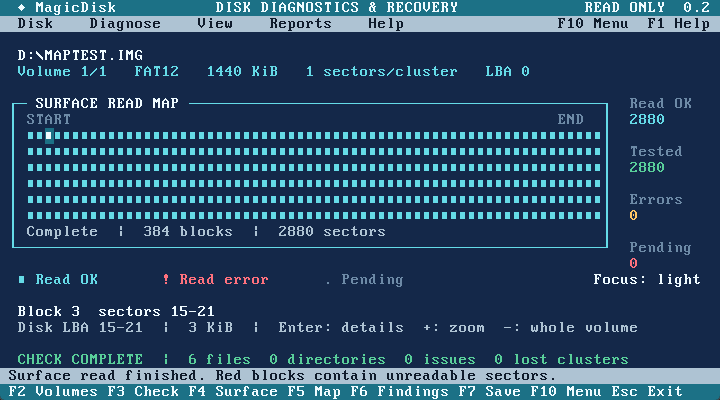 ◆ MagicDisk DISK DIAGNOSTICS & RECOVERY READ ONLY 0.2
Disk Diagnose View Reports Help F10 Menu F1 Help
D:\MAPTEST.IMG
Volume 1/1 FAT12 1440 KiB 1 sectors/cluster LBA 0
SURFACE READ MAP
START END
Complete ¦ 384 blocks ¦ 2880 sectors
Read OK
2880
Tested
2880
Errors
0
Pending
0
■ Read OK ! Read error . Pending Focus: light
Block 3 sectors 15-21
Disk LBA 15-21 ¦ 3 KiB ¦ Enter: details +: zoom -: whole volume
CHECK COMPLETE ¦ 6 files 0 directories 0 issues 0 lost clusters
Surface read finished. Red blocks contain unreadable sectors.
F2 Volumes F3 Check F4 Surface F5 Map F6 Findings F7 Save F10 Menu Esc Exit